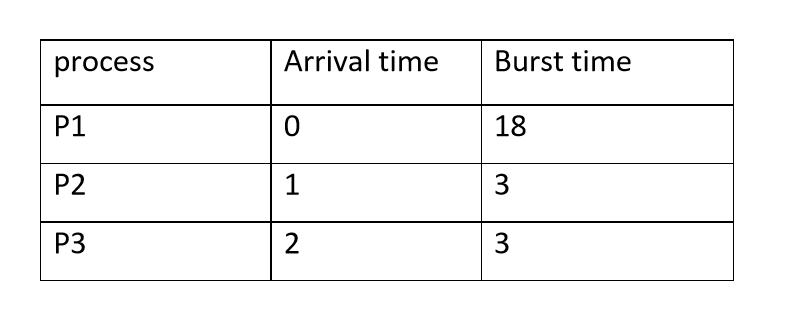 process Arrival time Burst time
P1 0 18
P2 1 3
P3 2 3